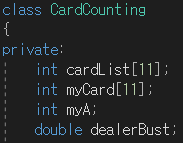 class CardCounting
{
private:
int cardList[11];
int myCard[11];
int myA;
double dealerBust;